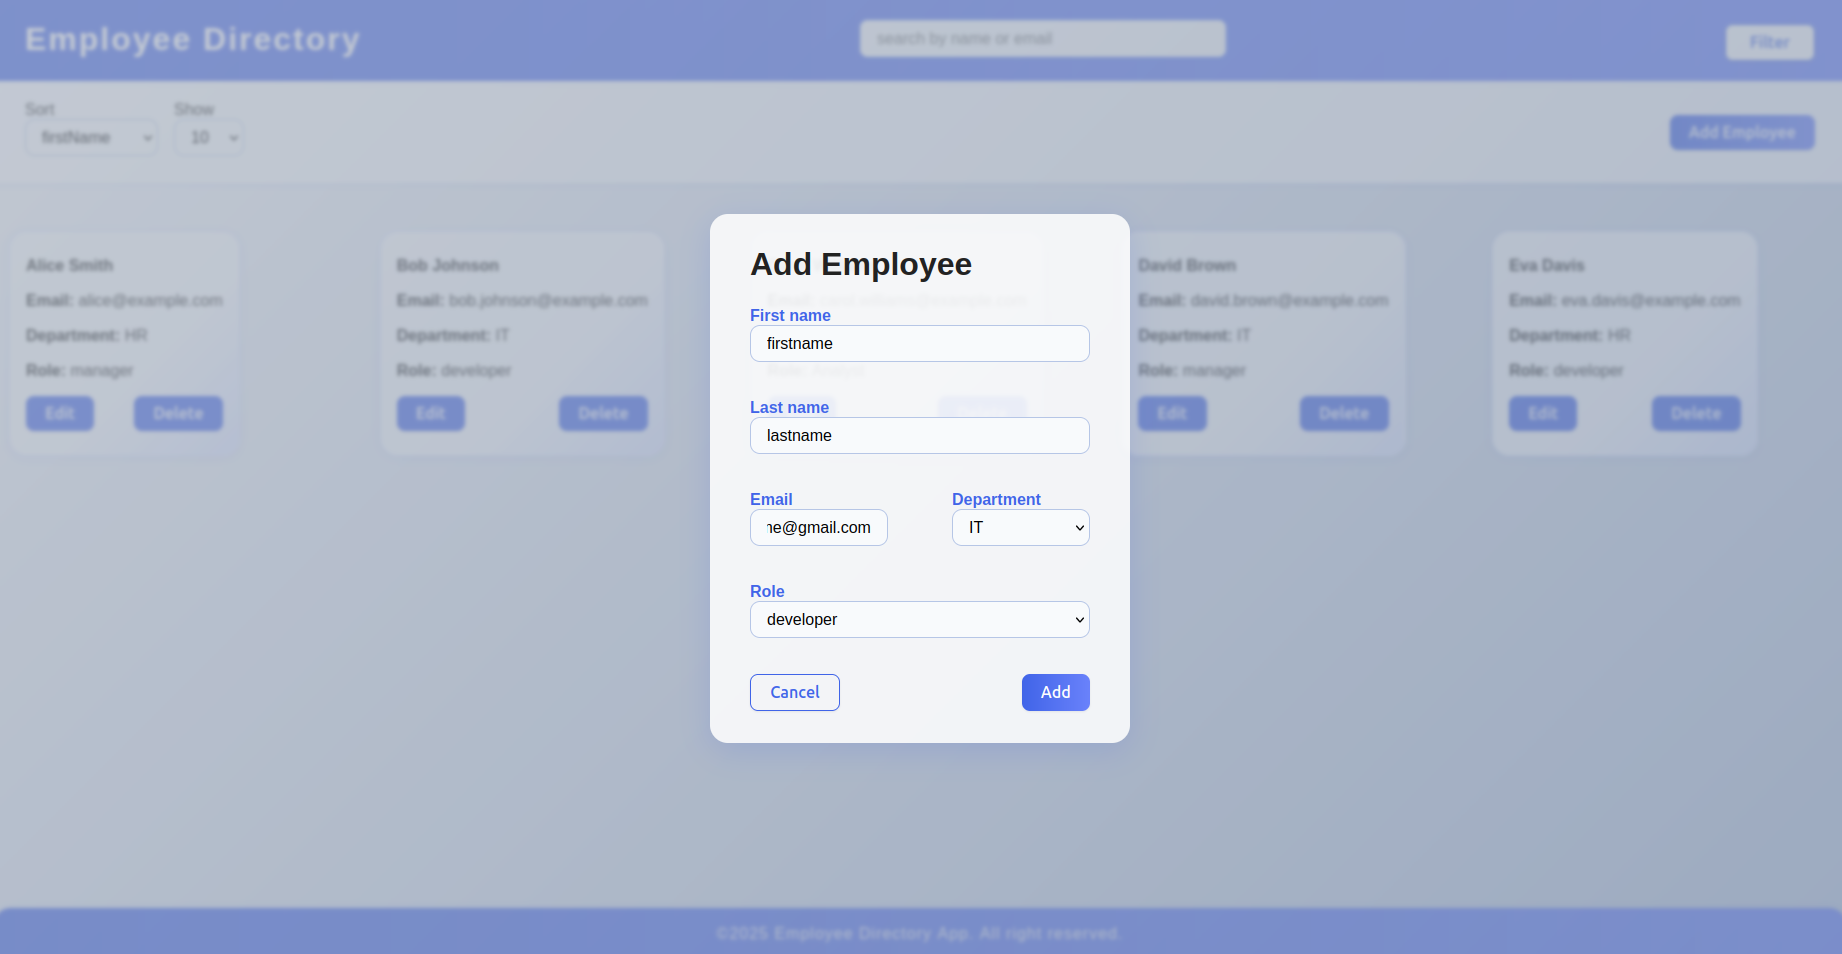 Employee Directory
search by name or email
Filter
Sort
Show
firstName
10
Add Employee
Alice Smith
Email: alice@example.com
Department: HR
Role: manager
Edit
Delete
Bob Johnson
Email: bob.johnson@example.com
Department: IT
Role: developer
Edit
Delete
David Brown
Email: david.brown@example.com
Department: IT
Role: manager
Edit
Delete
Eva Davis
Email: eva.davis@example.com
Department: HR
Role: developer
Edit
Delete
Add Employee
First name
firstname
Last name
lastname
Email
Department
ne@gmail.com
IT
Role
developer
Cancel
Add
©2025 Employee Directory App. All right reserved.